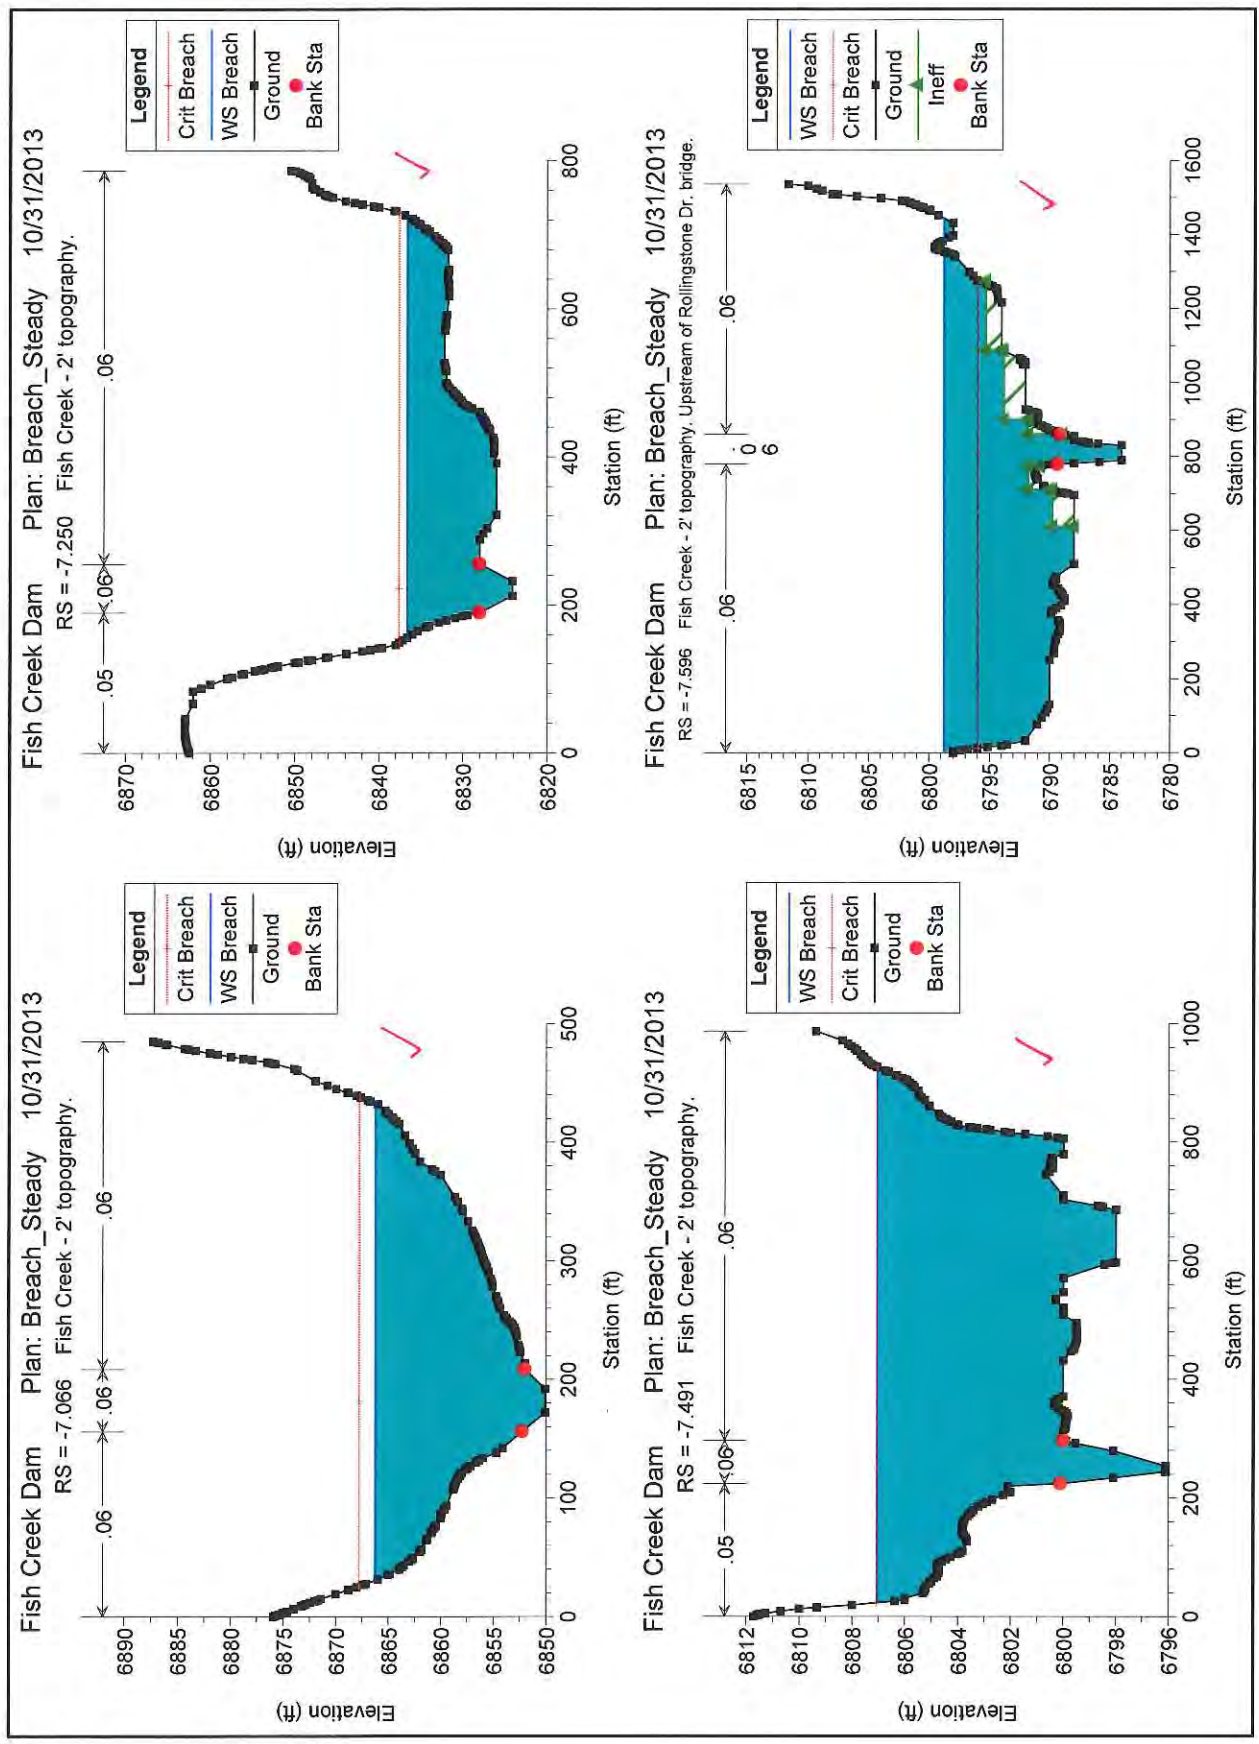 Fish Creek Dam Plan: Breach_Steady 10/31/2013
RS = -7.066 Fish Creek - 2' topography.
.06
.06
.06
Legend
Crit Breach
WS Breach
Ground
Bank Sta
Elevation (ft)
6890
6885
6880
6875
6870
6865
6860
6855
6850
0
100
200
300
400
500
Station (ft)
Fish Creek Dam Plan: Breach_Steady 10/31/2013
RS = -7.250 Fish Creek - 2' topography.
.05
.06
.06
Legend
Crit Breach
WS Breach
Ground
Bank Sta
Elevation (ft)
6870
6860
6850
6840
6830
6820
0
200
400
600
800
Station (ft)
Fish Creek Dam Plan: Breach_Steady 10/31/2013
RS = -7.491 Fish Creek - 2' topography.
.05
.06
.06
Legend
WS Breach
Crit Breach
Ground
Bank Sta
Elevation (ft)
6812
6810
6808
6806
6804
6802
6800
6798
6796
0
200
400
600
800
1000
Station (ft)
Fish Creek Dam Plan: Breach_Steady 10/31/2013
RS = -7.596 Fish Creek - 2' topography. Upstream of Rollingstone Dr. bridge.
.06
.
0
6
.06
Legend
WS Breach
Crit Breach
Ground
Ineff
Bank Sta
Elevation (ft)
6815
6810
6805
6800
6795
6790
6785
6780
0
200
400
600
800
1000
1200
1400
1600
Station (ft)